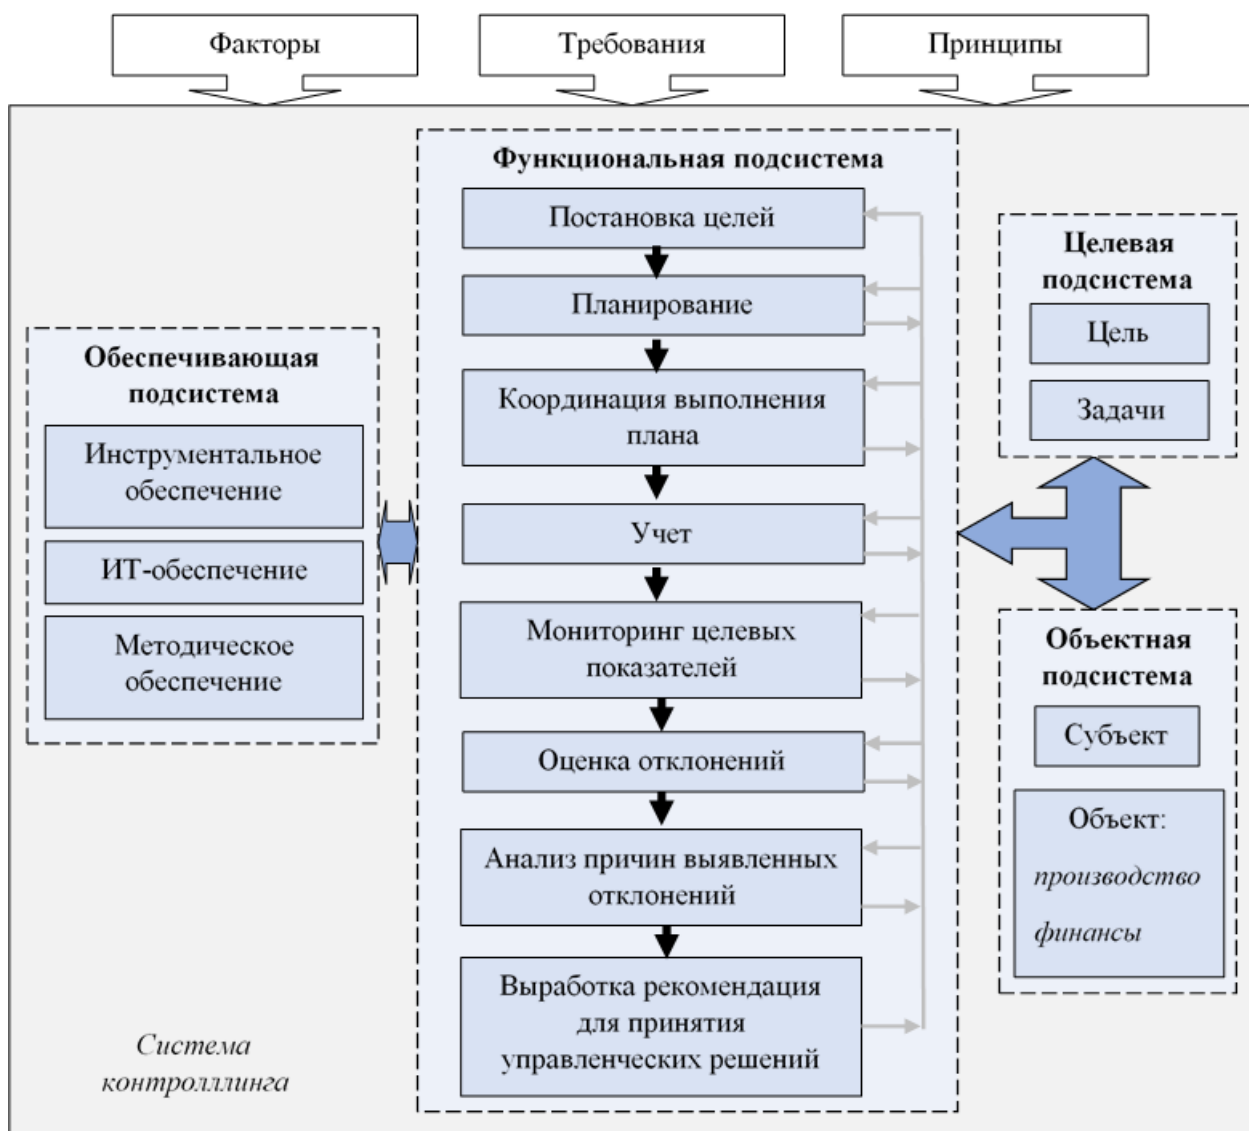 Факторы
Требования
Принципы
Функциональная подсистема
Постановка целей
Планирование
Координация выполнения
плана
Учет
Мониторинг целевых
показателей
Оценка отклонений
Анализ причин выявленных
отклонений
Выработка рекомендация
для принятия
управленческих решений
Обеспечивающая
подсистема
Инструментальное
обеспечение
ИТ-обеспечение
Методическое
обеспечение
Целевая
подсистема
Цель
Задачи
Объектная
подсистема
Субъект
Объект:
производство
финансы
Система
контролллинга